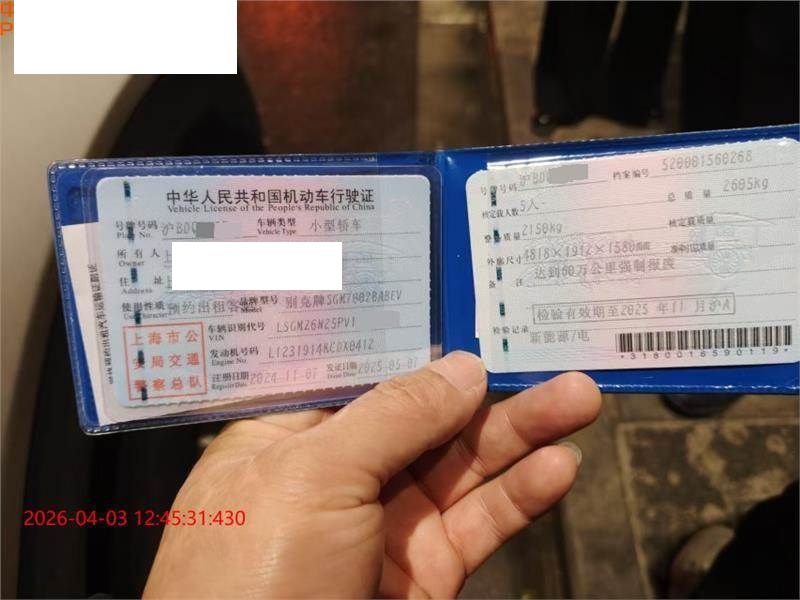 中华人民共和国机动车行驶证
Vehicle License of the People's Republic of China
号牌号码 沪BD 车辆类型 小型轿车
Plate No. Vehicle Type
所有人
Owner
住址
Address
使用性质 预约出租客 品牌型号 别克牌SGM7002BABEV
Use Character Model
上海市公
安局交通
警察总队
车辆识别代号 LSGM26W25PV1
VIN
发动机号码 L1231914KCDX0412
Engine No.
注册日期 2024-11-07 发证日期 2025-05-07
Register Date Issue Date
号牌号码 沪BD 档案编号 520001560268
核定载人数 5人 总质量 2605kg
整备质量 2150kg 核定载质量
外廓尺寸 4818×1912×1580mm 准牵引总质量
备注 达到60万公里强制报废
检验有效期至2025年11月沪A
检验记录
新能源/电
*3180018590119*
2026-04-03 12:45:31:430